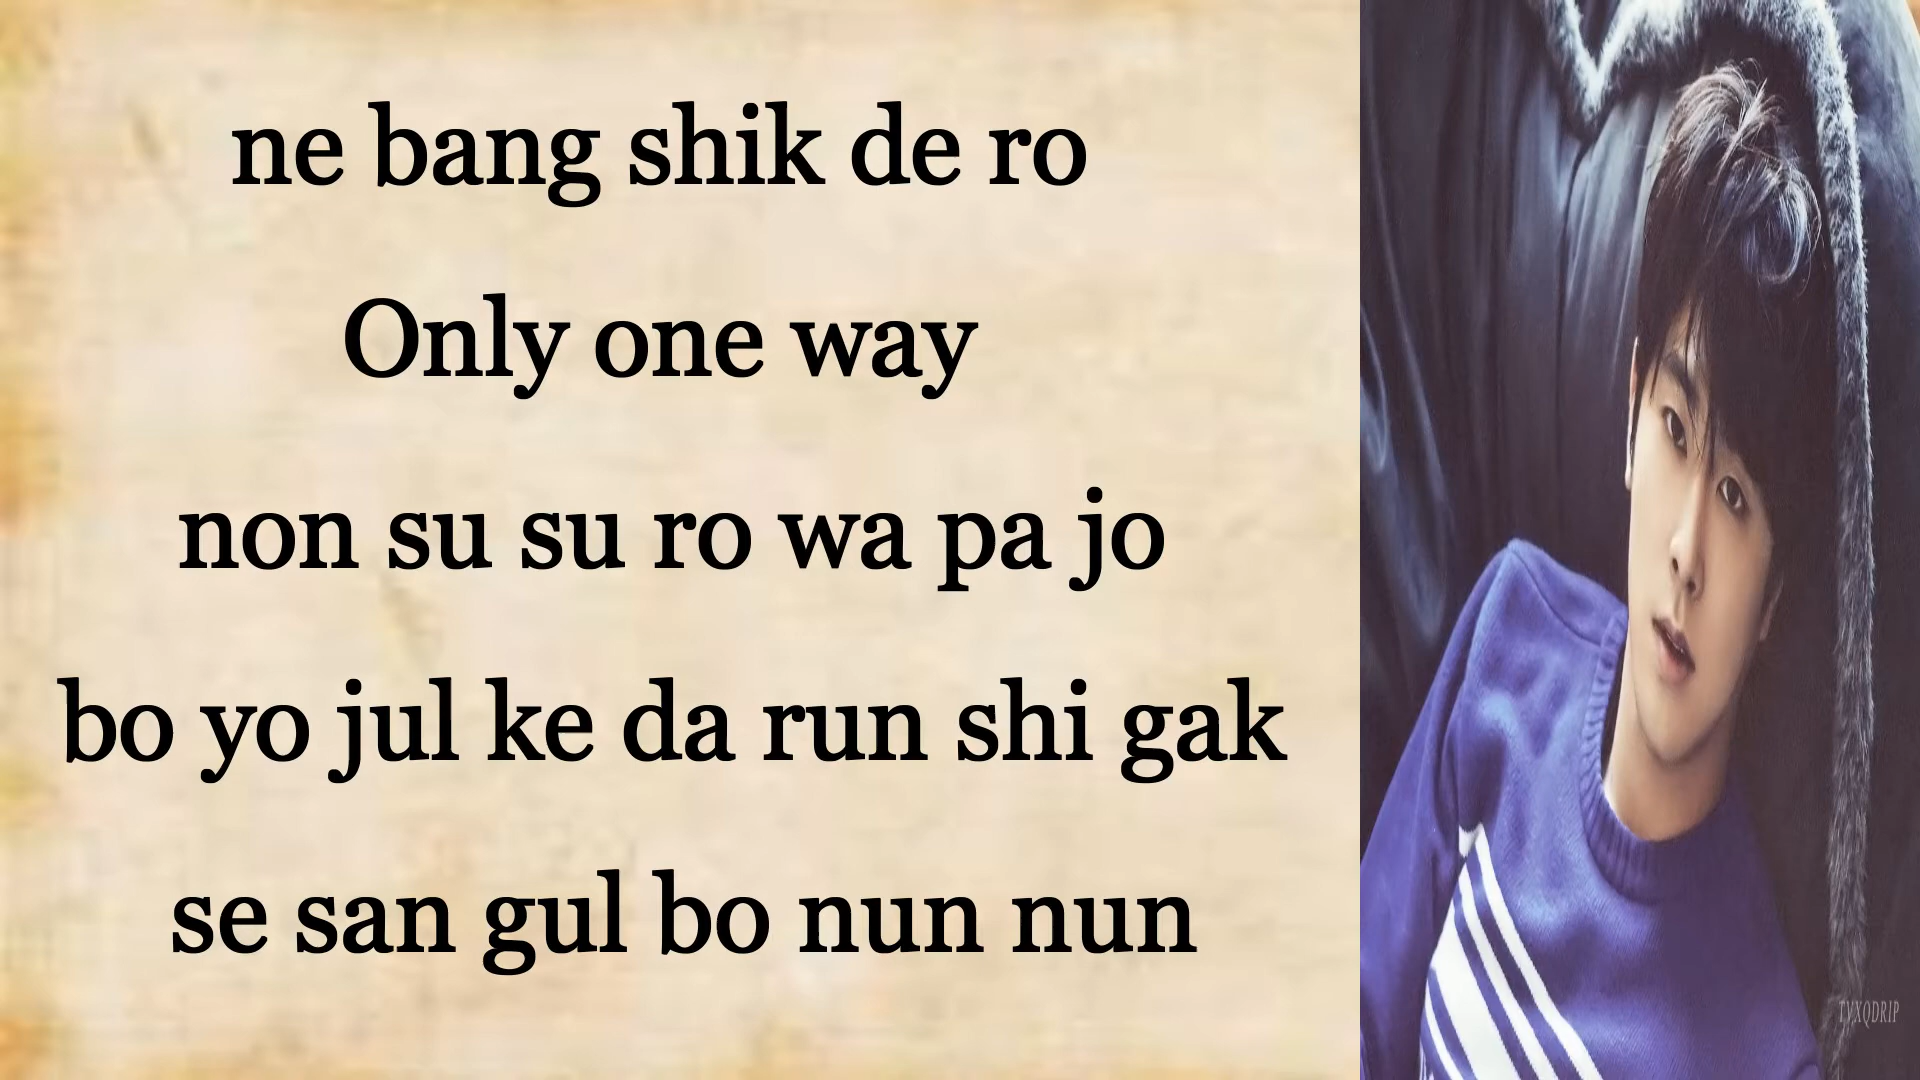 ne bang shik de ro
Only one way
non su su ro wa pa jo
bo yo jul ke da run shi gak
se san gul bo nun nun
TVXQDRIP